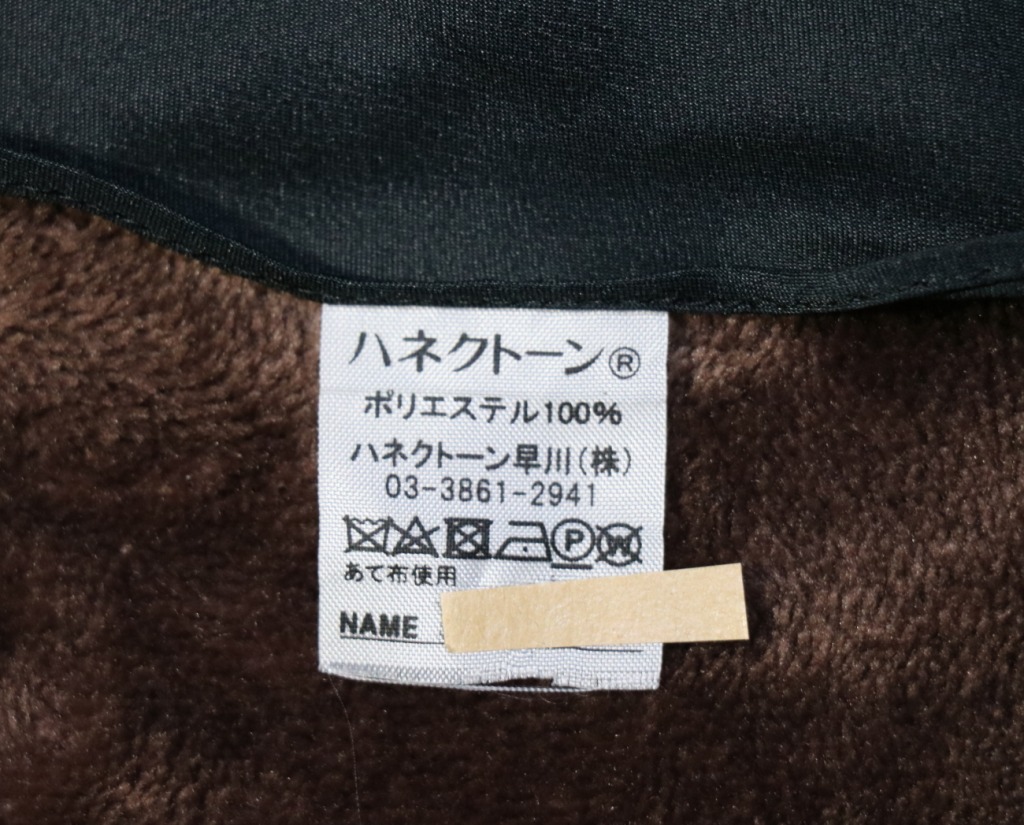 ハネクトーン®
ポリエステル100%
ハネクトーン早川(株)
03-3861-2941
P W
あて布使用
NAME